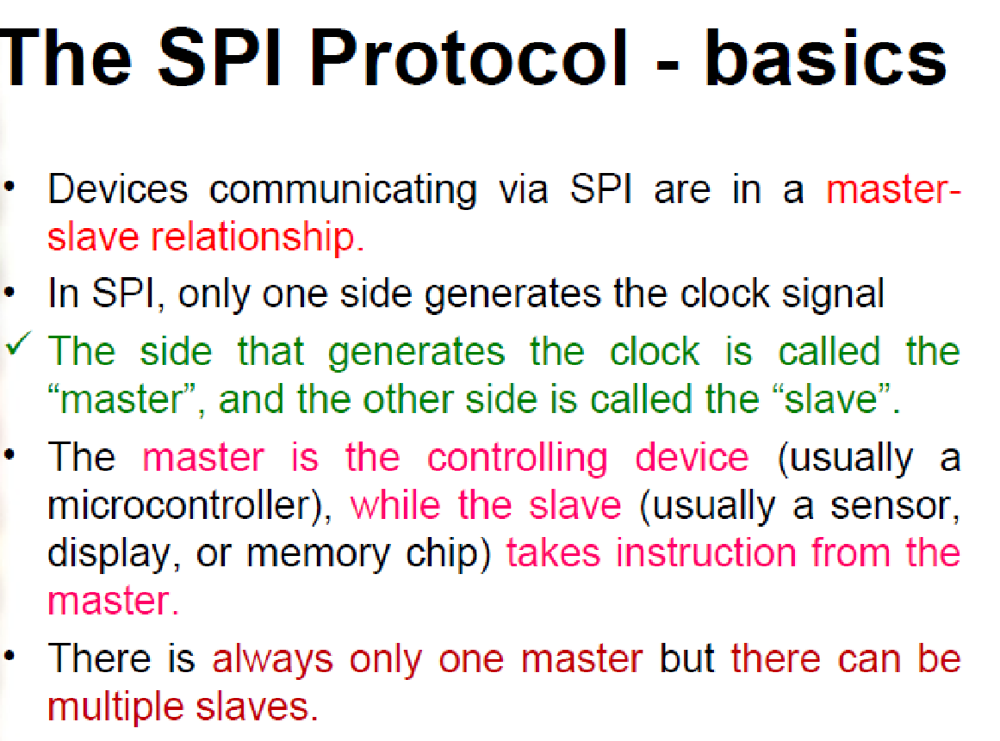 The SPI Protocol - basics
• Devices communicating via SPI are in a master-
slave relationship.
• In SPI, only one side generates the clock signal
✓ The side that generates the clock is called the
“master”, and the other side is called the “slave”.
• The master is the controlling device (usually a
microcontroller), while the slave (usually a sensor,
display, or memory chip) takes instruction from the
master.
• There is always only one master but there can be
multiple slaves.